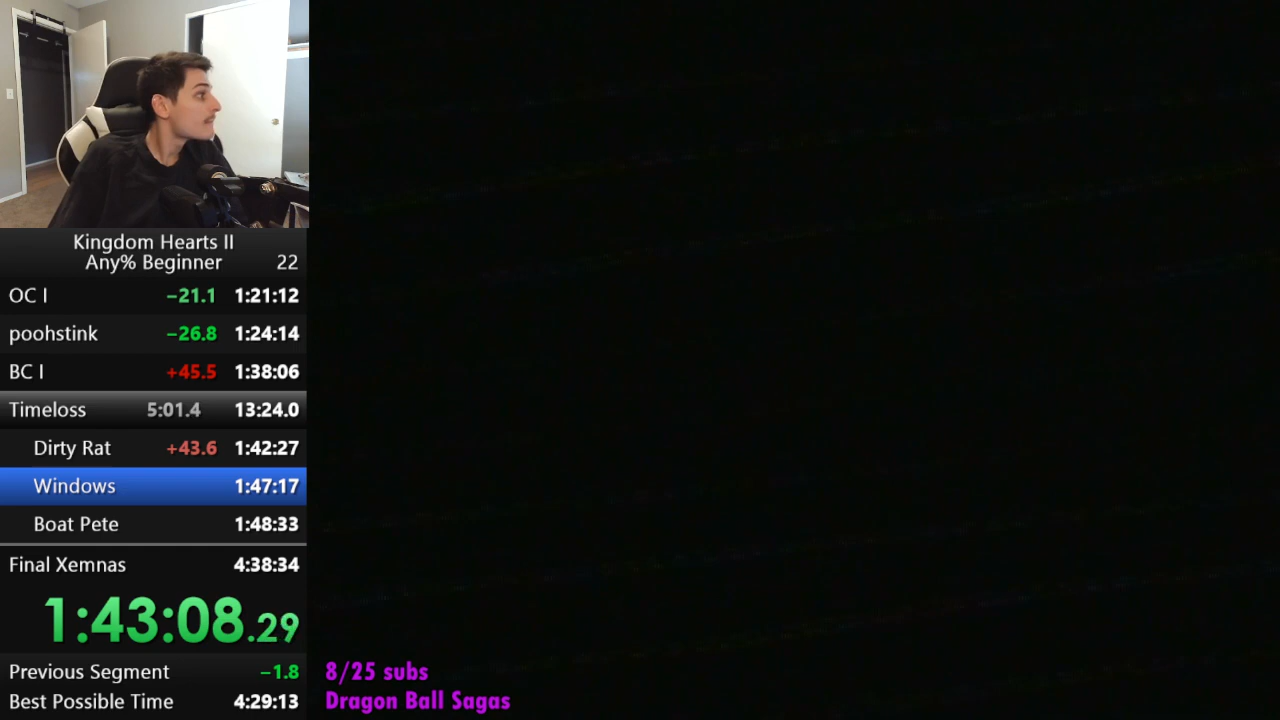 Kingdom Hearts II
Any% Beginner 22
OC I −21.1 1:21:12
poohstink −26.8 1:24:14
BC I +45.5 1:38:06
Timeloss 5:01.4 13:24.0
Dirty Rat +43.6 1:42:27
Windows 1:47:17
Boat Pete 1:48:33
Final Xemnas 4:38:34
1:43:08.29
Previous Segment −1.8
Best Possible Time 4:29:13
8/25 subs
Dragon Ball Sagas